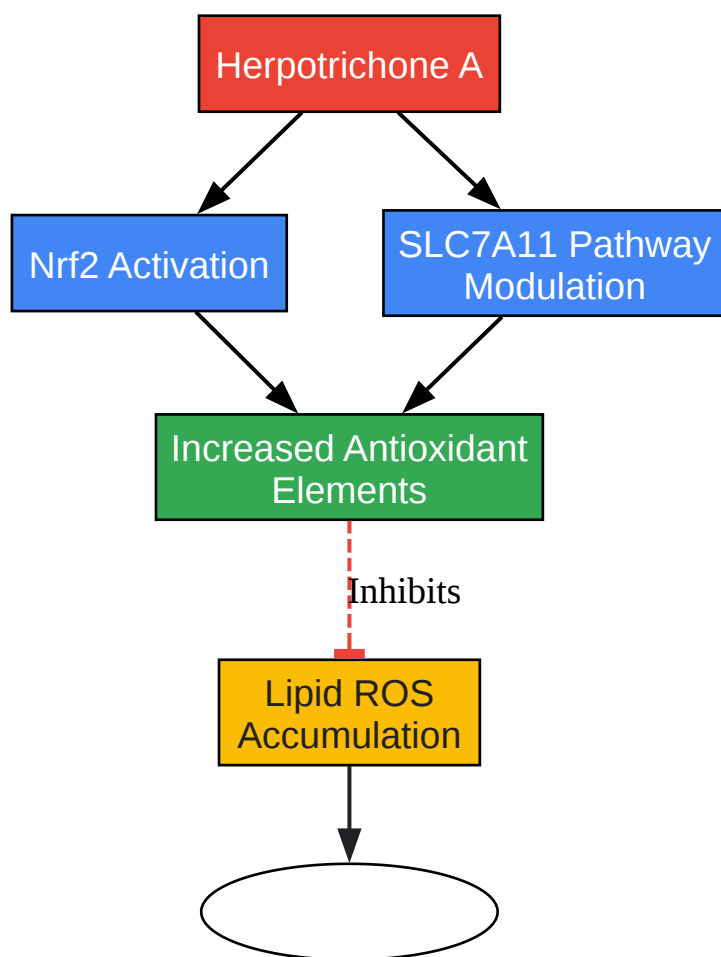 Herpotrichone A
Nrf2 Activation
SLC7A11 Pathway
Modulation
Increased Antioxidant
Elements
Inhibits
Lipid ROS
Accumulation